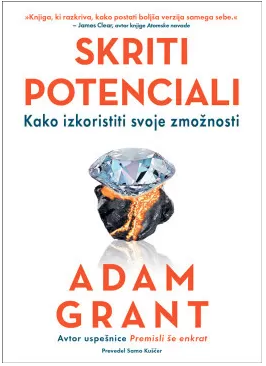 »Knjiga, ki razkriva, kako postati boljša verzija samega sebe.«
– James Clear, avtor knjige Atomske navade
SKRITI
POTENCIALI
Kako izkoristiti svoje zmožnosti
ADAM
GRANT
Avtor uspešnice Premisli še enkrat
Prevedel Samo Kuščer